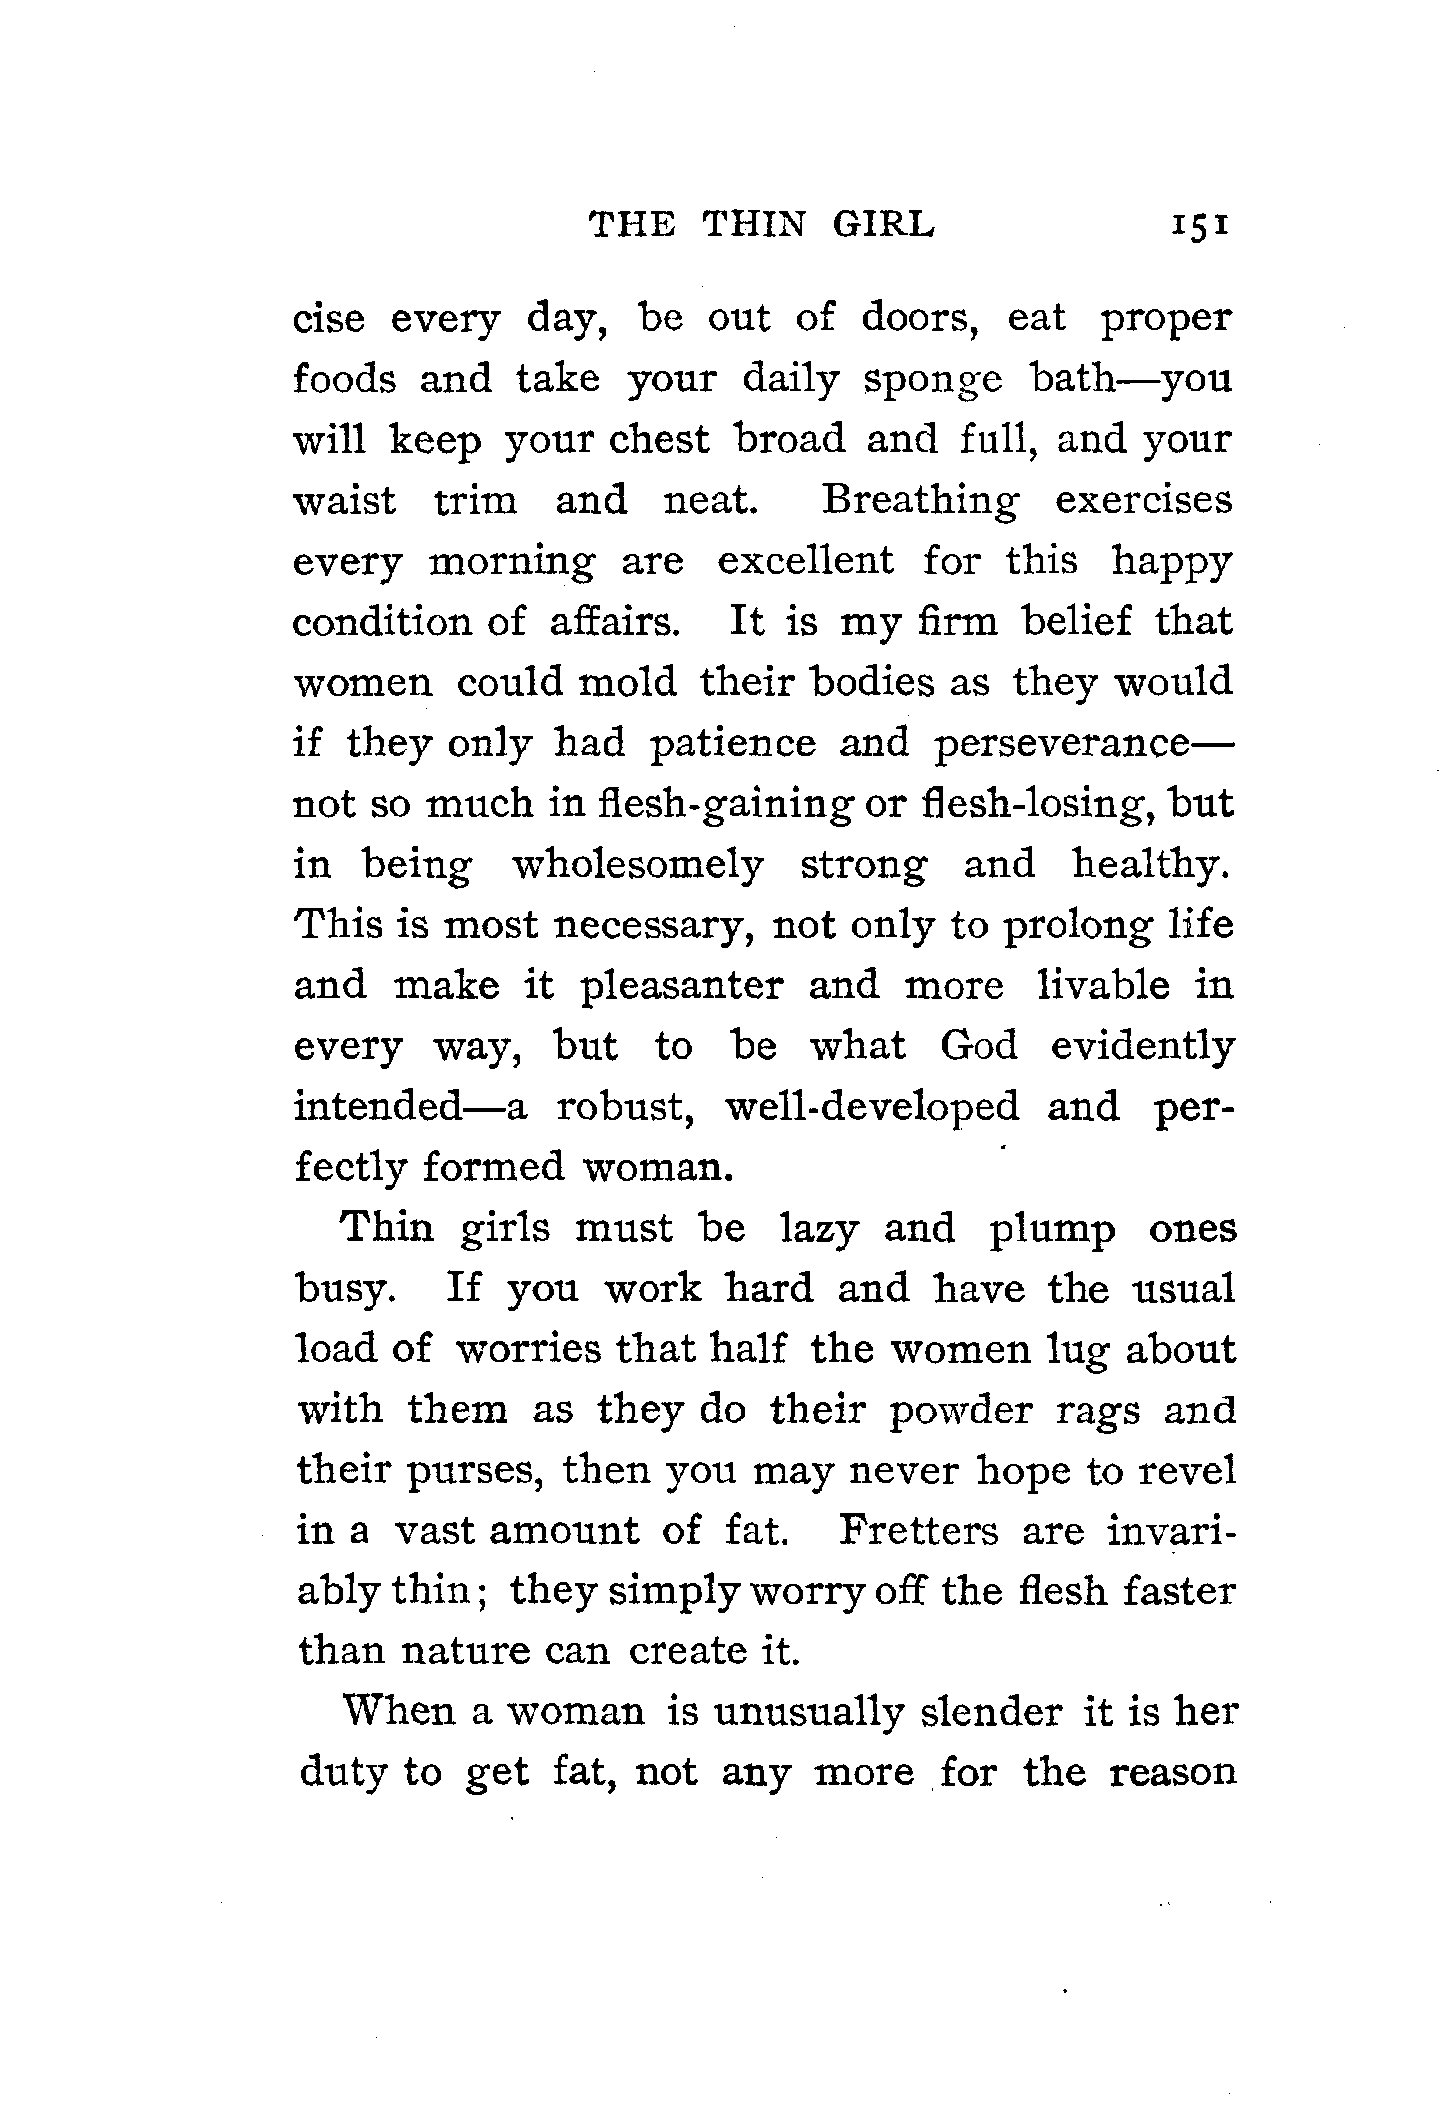 THE THIN GIRL 151
cise every day, be out of doors, eat proper
foods and take your daily sponge bath—you
will keep your chest broad and full, and your
waist trim and neat. Breathing exercises
every morning are excellent for this happy
condition of affairs. It is my firm belief that
women could mold their bodies as they would
if they only had patience and perseverance—
not so much in flesh-gaining or flesh-losing, but
in being wholesomely strong and healthy.
This is most necessary, not only to prolong life
and make it pleasanter and more livable in
every way, but to be what God evidently
intended—a robust, well-developed and per-
fectly formed woman.
Thin girls must be lazy and plump ones
busy. If you work hard and have the usual
load of worries that half the women lug about
with them as they do their powder rags and
their purses, then you may never hope to revel
in a vast amount of fat. Fretters are invari-
ably thin; they simply worry off the flesh faster
than nature can create it.
When a woman is unusually slender it is her
duty to get fat, not any more for the reason